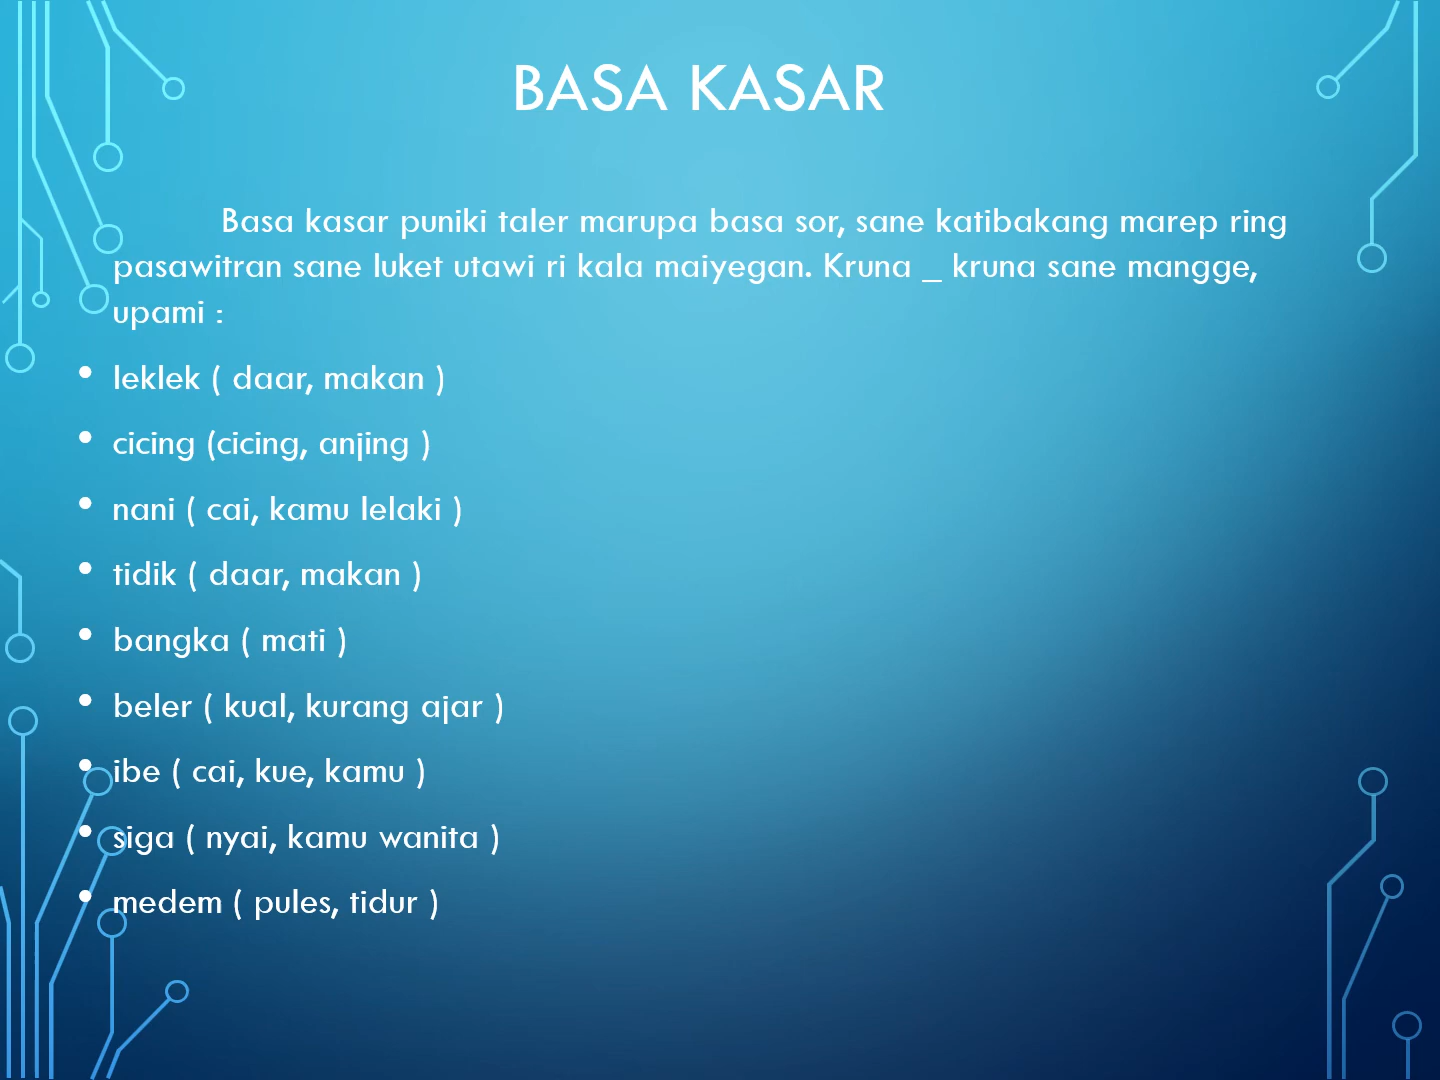 BASA KASAR
Basa kasar puniki taler marupa basa sor, sane katibakang marep ring
pasawitran sane luket utawi ri kala maiyegan. Kruna _ kruna sane mangge,
upami :
• leklek ( daar, makan )
• cicing (cicing, anjing )
• nani ( cai, kamu lelaki )
• tidik ( daar, makan )
• bangka ( mati )
• beler ( kual, kurang ajar )
• ibe ( cai, kue, kamu )
• siga ( nyai, kamu wanita )
• medem ( pules, tidur )